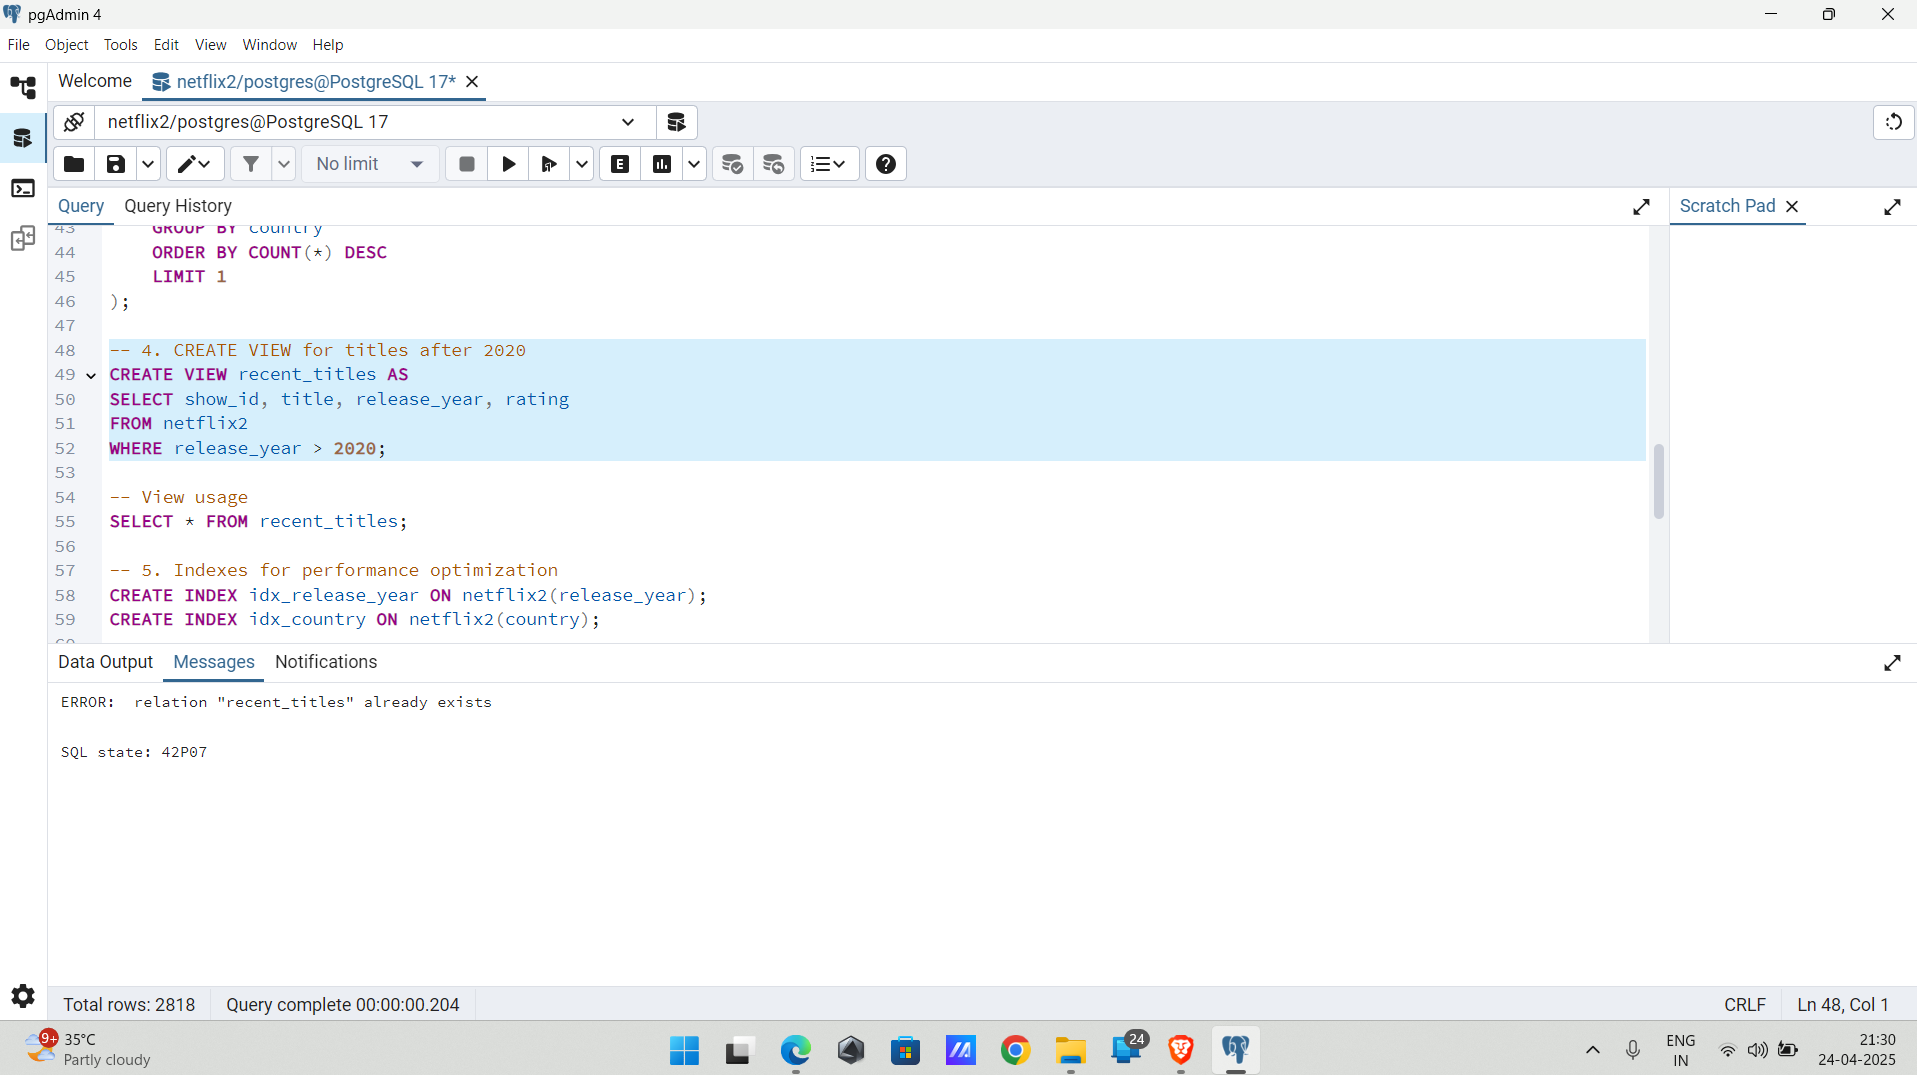 pgAdmin 4
File Object Tools Edit View Window Help
Welcome netflix2/postgres@PostgreSQL 17*
netflix2/postgres@PostgreSQL 17
No limit
E
Query Query History
Scratch Pad
43 GROUP BY country
44 ORDER BY COUNT(*) DESC
45 LIMIT 1
46 );
47
48 -- 4. CREATE VIEW for titles after 2020
49 CREATE VIEW recent_titles AS
50 SELECT show_id, title, release_year, rating
51 FROM netflix2
52 WHERE release_year > 2020;
53
54 -- View usage
55 SELECT * FROM recent_titles;
56
57 -- 5. Indexes for performance optimization
58 CREATE INDEX idx_release_year ON netflix2(release_year);
59 CREATE INDEX idx_country ON netflix2(country);
60
Data Output Messages Notifications
ERROR:  relation "recent_titles" already exists
SQL state: 42P07
Total rows: 2818 Query complete 00:00:00.204 CRLF Ln 48, Col 1
9+ 35°C
Partly cloudy
24
ENG
IN
21:30
24-04-2025